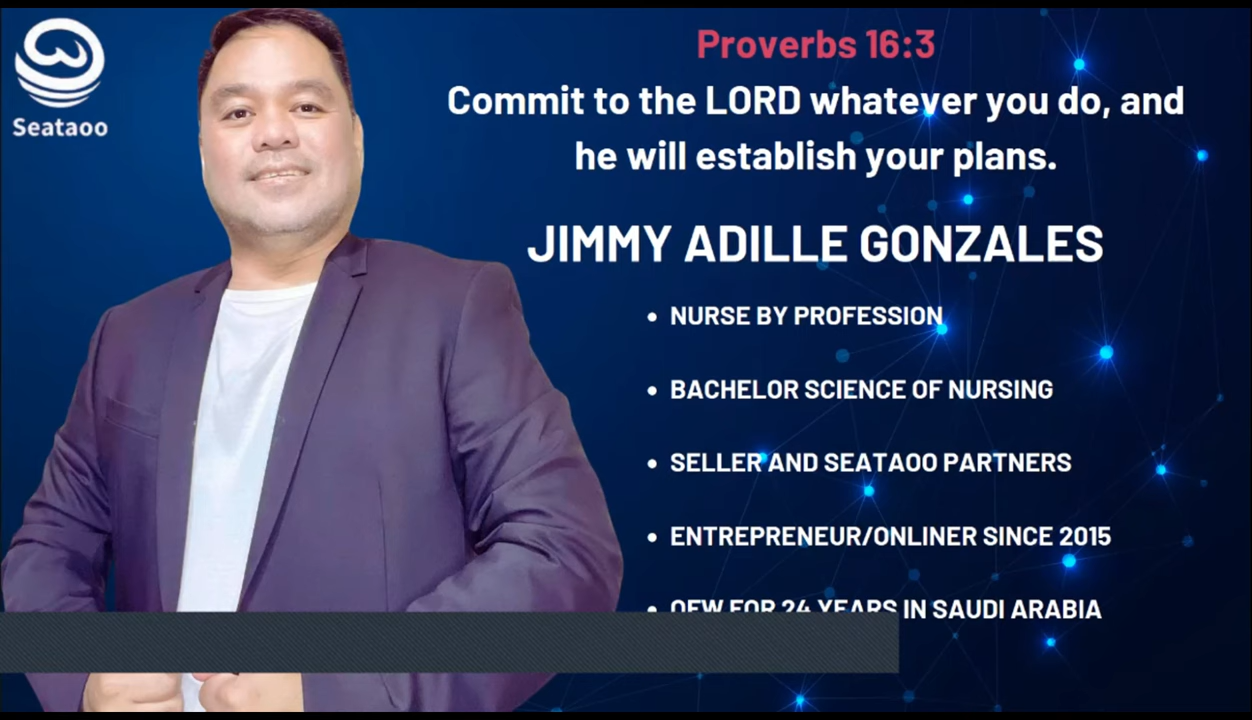 Seataoo
Proverbs 16:3
Commit to the LORD whatever you do, and
he will establish your plans.
JIMMY ADILLE GONZALES
• NURSE BY PROFESSION
• BACHELOR SCIENCE OF NURSING
• SELLER AND SEATAOO PARTNERS
• ENTREPRENEUR/ONLINER SINCE 2015
• OFW FOR 24 YEARS IN SAUDI ARABIA